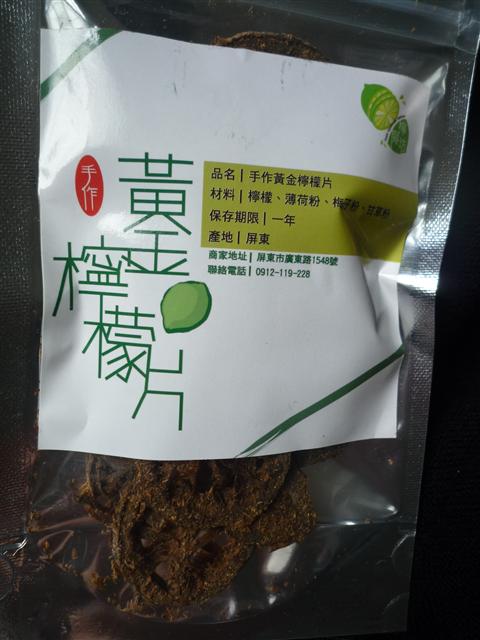 手作
黃金
檸檬片
品名 | 手作黃金檸檬片
材料 | 檸檬、薄荷粉、梅子粉、甘草粉
保存期限 | 一年
產地 | 屏東
商家地址 | 屏東市廣東路1548號
聯絡電話 | 0912-119-228